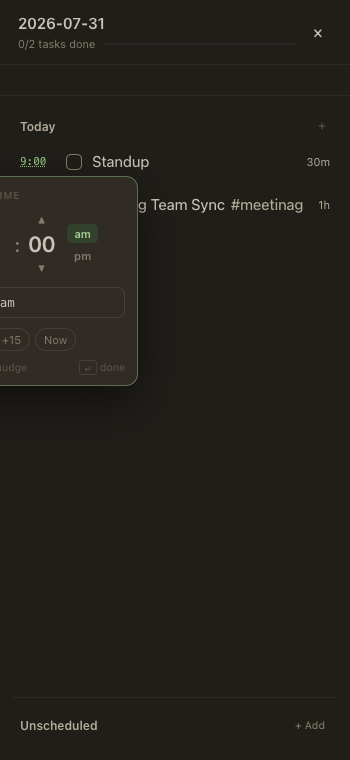 2026-07-31
×
0/2 tasks done
Today +
9:00 Standup 30m
IME
g Team Sync #meetinag 1h
: 00 am
pm
am
+15 Now
nudge ↵ done
Unscheduled + Add